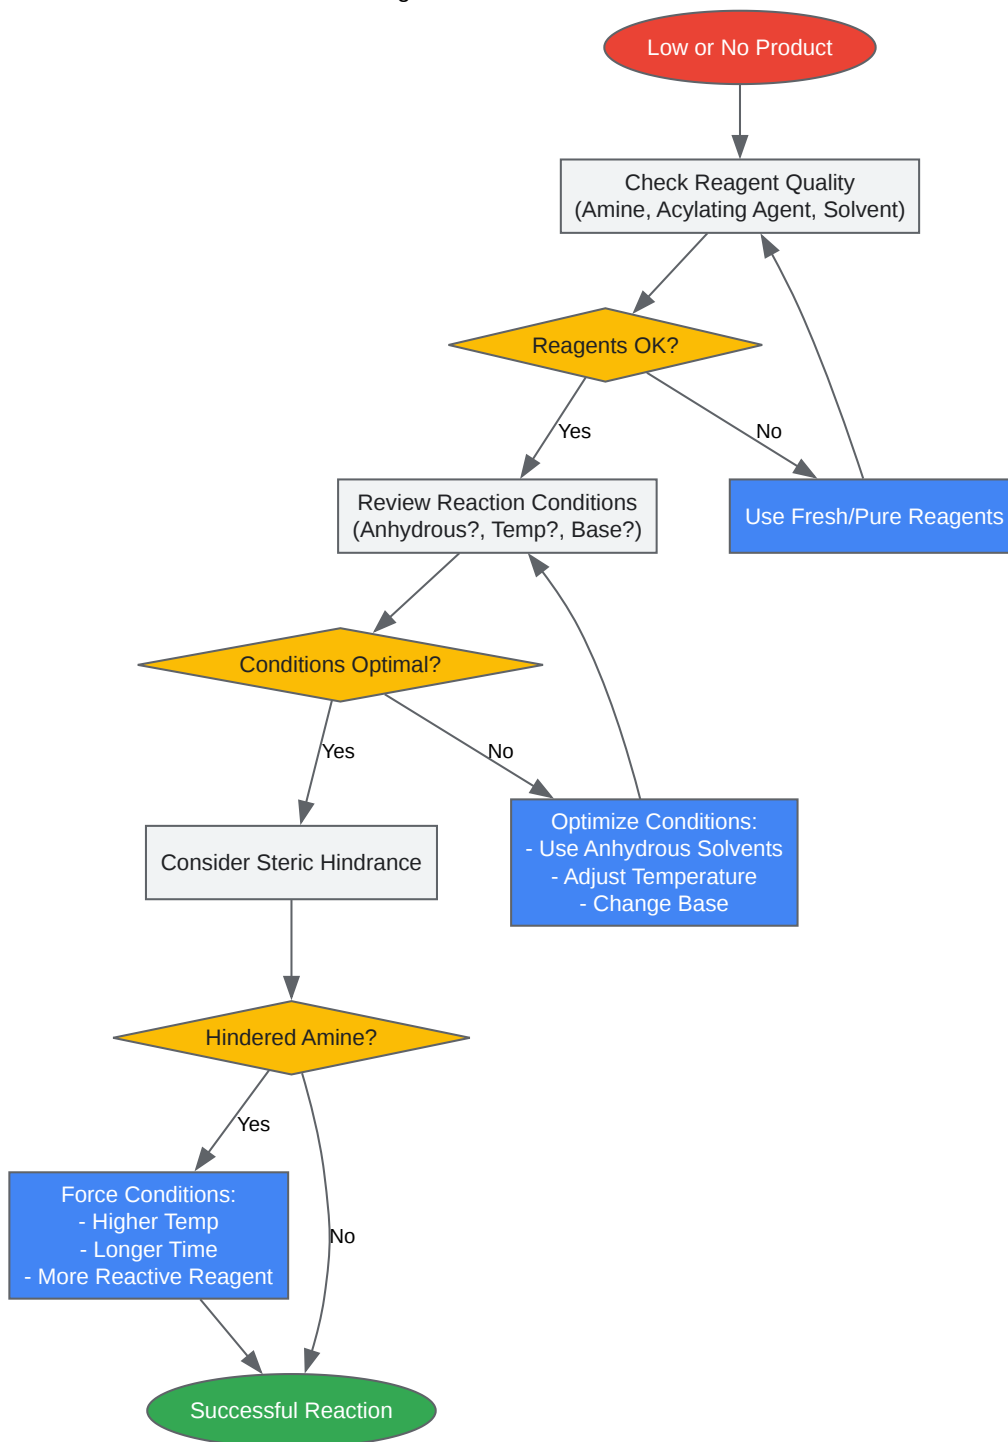 Low or No Product
Check Reagent Quality
(Amine, Acylating Agent, Solvent)
Reagents OK?
Yes
No
Review Reaction Conditions
(Anhydrous?, Temp?, Base?)
Use Fresh/Pure Reagents
Conditions Optimal?
Yes
No
Consider Steric Hindrance
Optimize Conditions:
- Use Anhydrous Solvents
- Adjust Temperature
- Change Base
Hindered Amine?
Yes
No
Force Conditions:
- Higher Temp
- Longer Time
- More Reactive Reagent
Successful Reaction